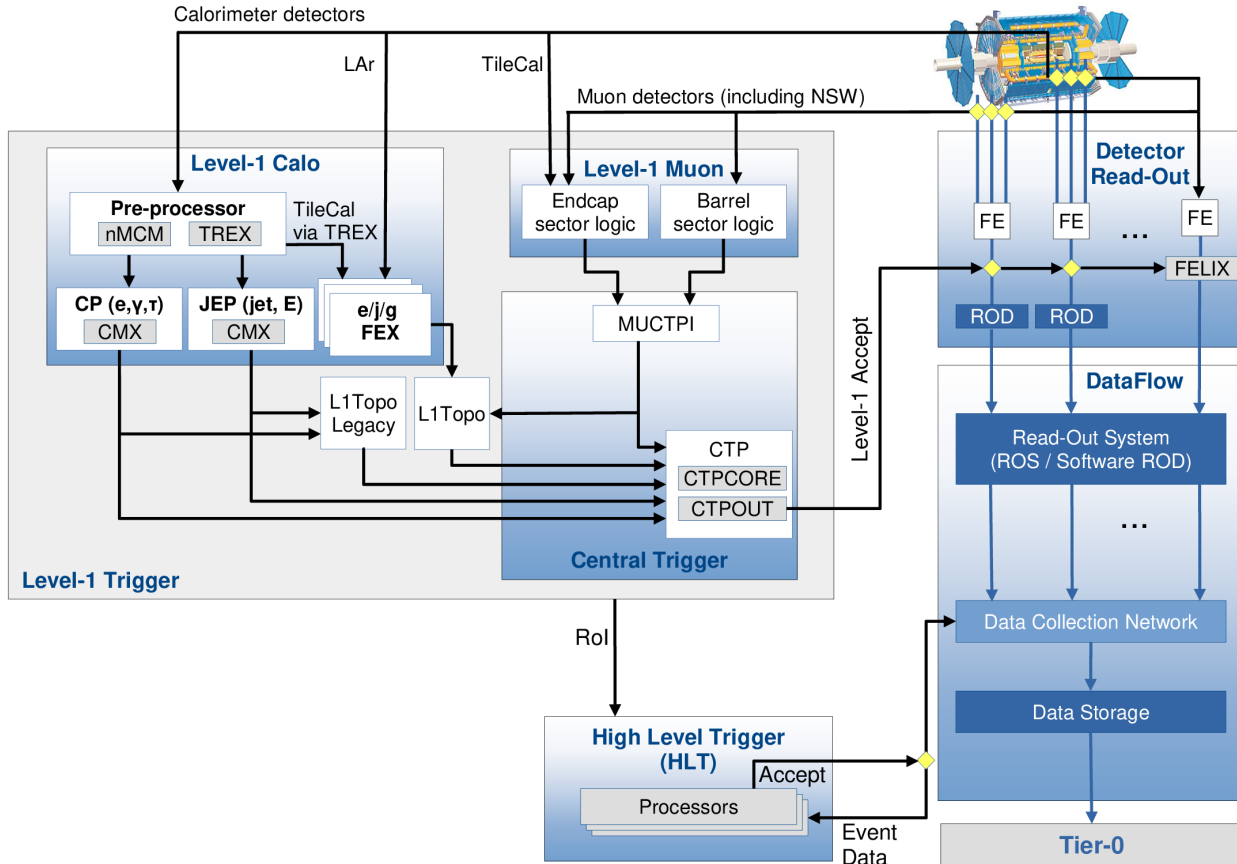 Calorimeter detectors
LAr
TileCal
Muon detectors (including NSW)
Level-1 Calo
Pre-processor
nMCM
TREX
TileCal
via TREX
CP (e,γ,τ)
CMX
JEP (jet, E)
CMX
e/j/g
FEX
Level-1 Muon
Endcap
sector logic
Barrel
sector logic
MUCTPI
L1Topo
Legacy
L1Topo
CTP
CTPCORE
CTPOUT
Central Trigger
Level-1 Trigger
Level-1 Accept
Detector
Read-Out
FE
FE
FE
...
FELIX
ROD
ROD
DataFlow
Read-Out System
(ROS / Software ROD)
...
Data Collection Network
Data Storage
Tier-0
RoI
High Level Trigger
(HLT)
Accept
Processors
Event
Data